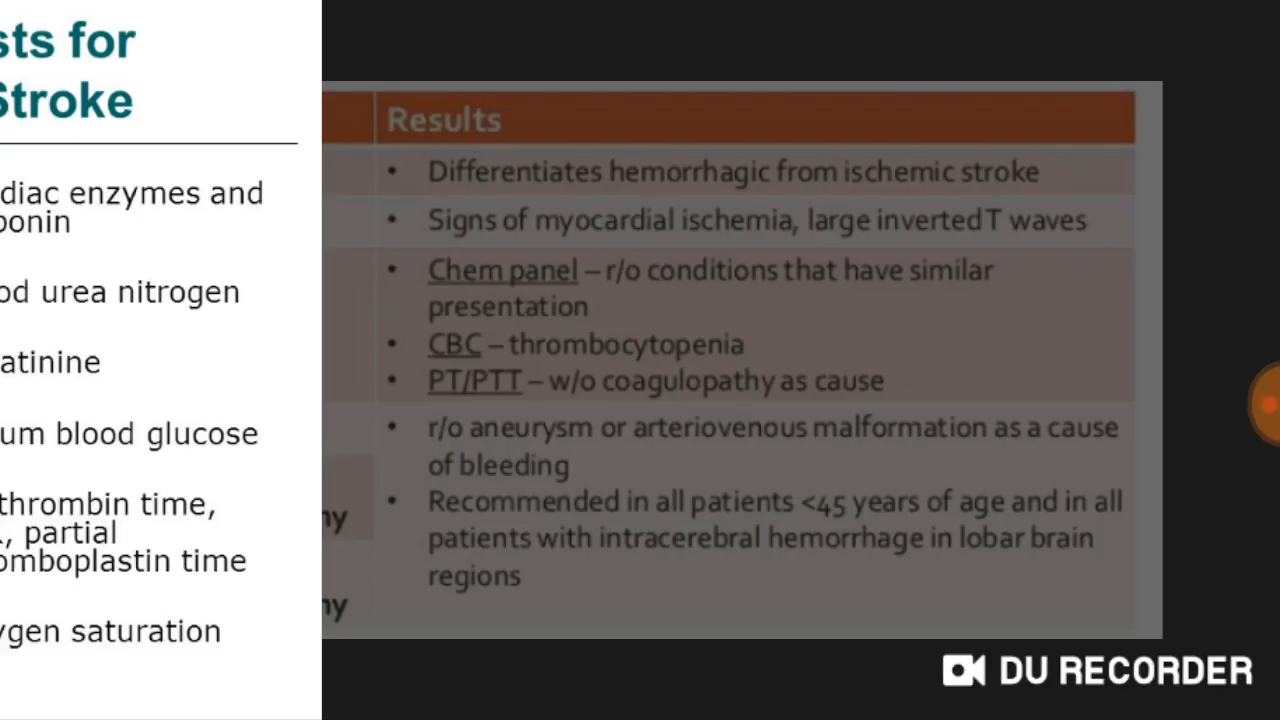 sts for
Stroke
diac enzymes and
ponin
od urea nitrogen
atinine
um blood glucose
thrombin time,
, partial
omboplastin time
ygen saturation
Results
• Differentiates hemorrhagic from ischemic stroke
• Signs of myocardial ischemia, large inverted T waves
• Chem panel – r/o conditions that have similar
presentation
• CBC – thrombocytopenia
• PT/PTT – w/o coagulopathy as cause
• r/o aneurysm or arteriovenous malformation as a cause
of bleeding
• Recommended in all patients <45 years of age and in all
patients with intracerebral hemorrhage in lobar brain
regions
hy
hy
DU RECORDER